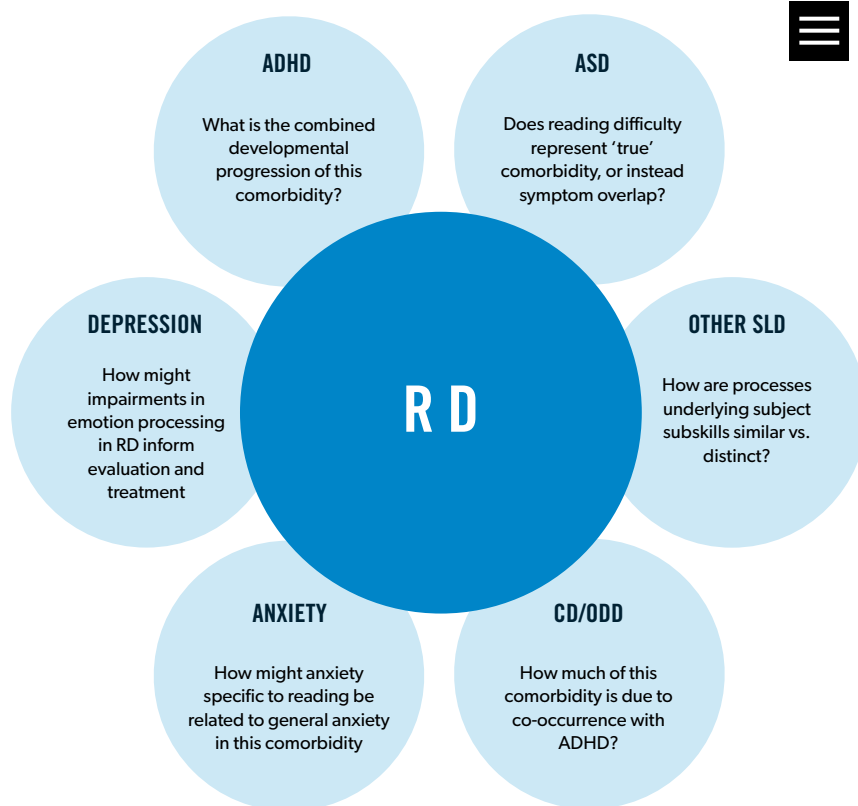 ADHD
What is the combined
developmental
progression of this
comorbidity?
ASD
Does reading difficulty
represent ‘true’
comorbidity, or instead
symptom overlap?
DEPRESSION
How might
impairments in
emotion processing
in RD inform
evaluation and
treatment
R D
OTHER SLD
How are processes
underlying subject
subskills similar vs.
distinct?
ANXIETY
How might anxiety
specific to reading be
related to general anxiety
in this comorbidity
CD/ODD
How much of this
comorbidity is due to
co-occurrence with
ADHD?